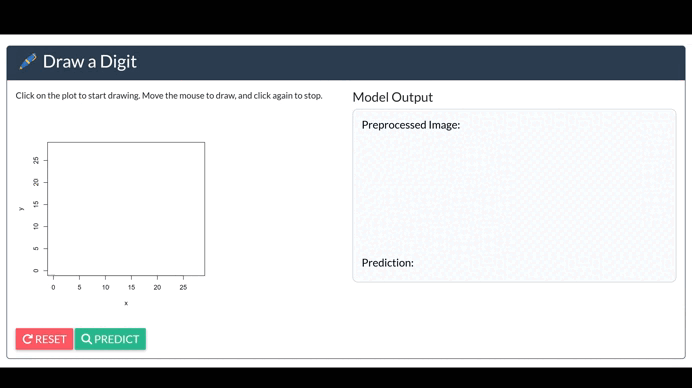 Draw a Digit
Click on the plot to start drawing. Move the mouse to draw, and click again to stop.
Model Output
Preprocessed Image:
25
20
15
10
5
0
y
0 5 10 15 20 25
x
Prediction:
RESET
PREDICT